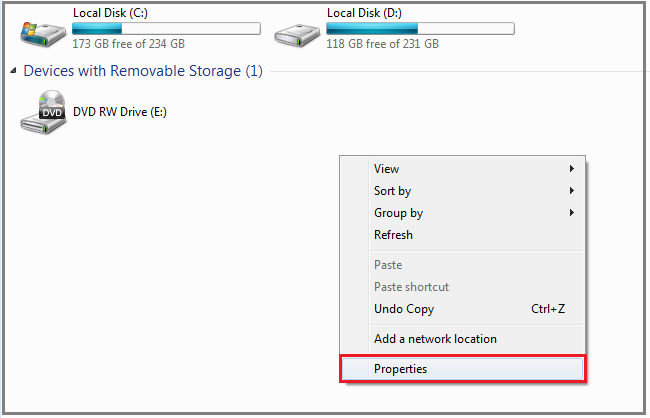 Local Disk (C:)
173 GB free of 234 GB
Local Disk (D:)
118 GB free of 231 GB
Devices with Removable Storage (1)
DVD
DVD RW Drive (E:)
View
Sort by
Group by
Refresh
Paste
Paste shortcut
Undo Copy Ctrl+Z
Add a network location
Properties